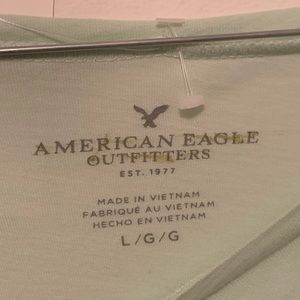 AMERICAN EAGLE
OUTFITTERS
EST. 1977
MADE IN VIETNAM
FABRIQUÉ AU VIETNAM
HECHO EN VIETNAM
L/G/G